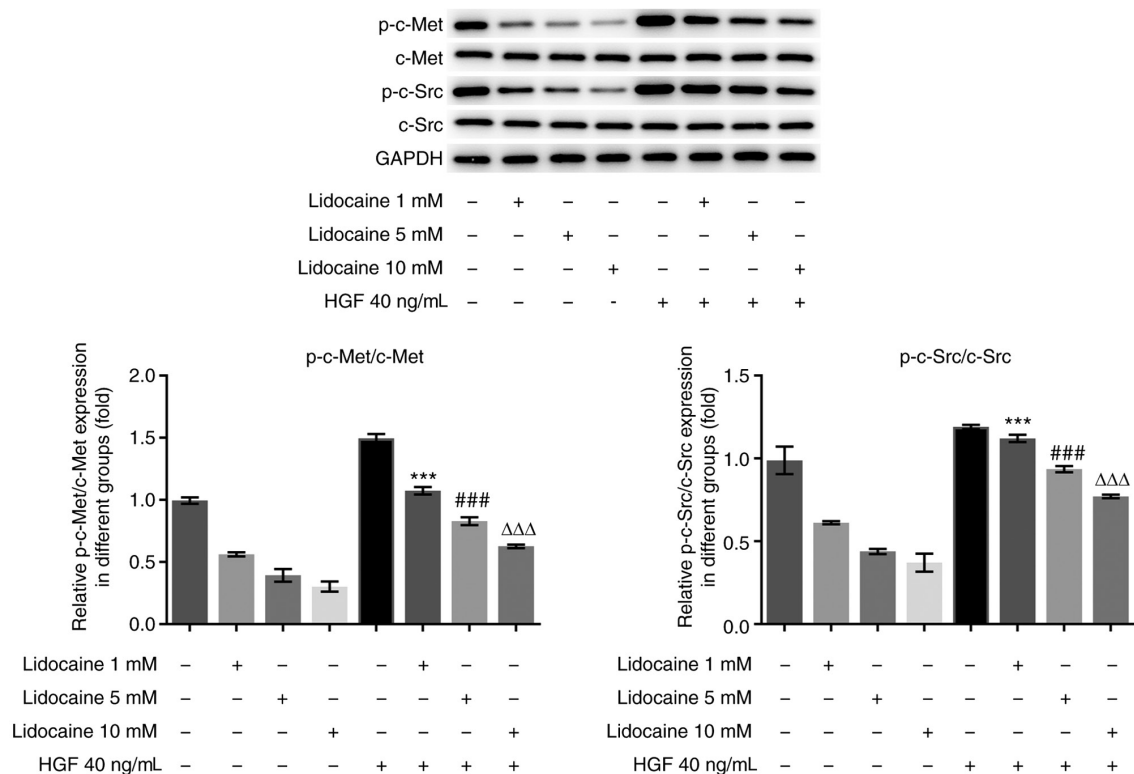 p-c-Met
c-Met
p-c-Src
c-Src
GAPDH
Lidocaine 1 mM – + – – – + – –
Lidocaine 5 mM – – + – – – + –
Lidocaine 10 mM – – – + – – – +
HGF 40 ng/mL – – – - + + + +
p-c-Met/c-Met
Relative p-c-Met/c-Met expression
in different groups (fold)
2.0
1.5
1.0
0.5
0.0
***
###
ΔΔΔ
Lidocaine 1 mM – + – – – + – –
Lidocaine 5 mM – – + – – – + –
Lidocaine 10 mM – – – + – – – +
HGF 40 ng/mL – – – – + + + +
p-c-Src/c-Src
Relative p-c-Src/c-Src expression
in different groups (fold)
1.5
1.0
0.5
0.0
***
###
ΔΔΔ
Lidocaine 1 mM – + – – – + – –
Lidocaine 5 mM – – + – – – + –
Lidocaine 10 mM – – – + – – – +
HGF 40 ng/mL – – – – + + + +